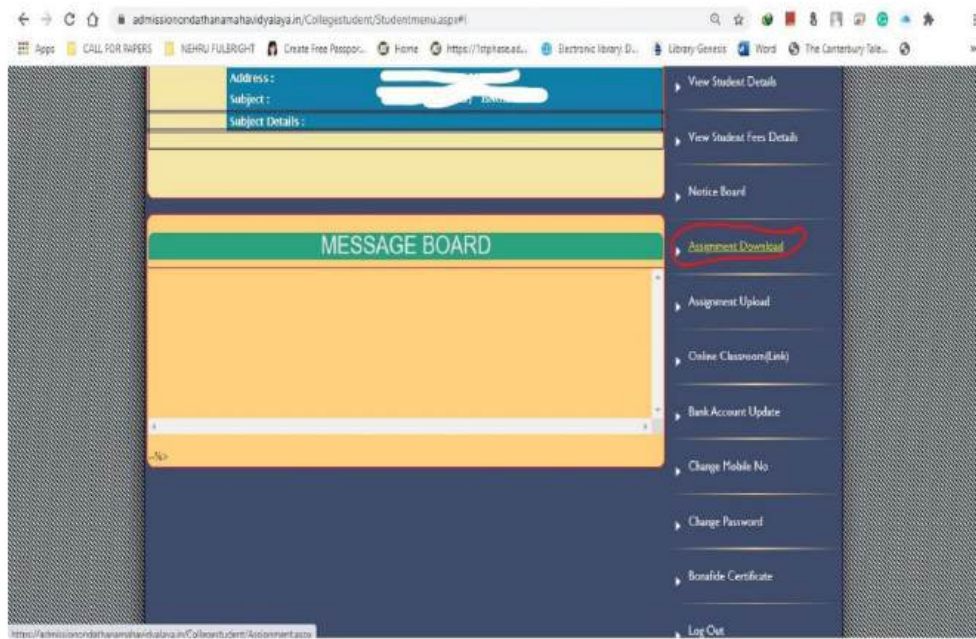 admissionondathanamahavidyalaya.in/Collegestudent/Studentmenu.aspx#!
Apps CALL FOR PAPERS NEHRU FULBRIGHT Create Free Passpor... Home https://1stphase.ed... Electronic library. D... Library Genesis Word The Canterbury Tale...
Address :
Subject :
Subject Details :
MESSAGE BOARD
--%>
View Student Details
View Student Fees Details
Notice Board
Assignment Download
Assignment Upload
Online Classroom(Link)
Bank Account Update
Change Mobile No
Change Password
Bonafide Certificate
Log Out
https://admissionondathanamahavidyalaya.in/Collegestudent/Assignment.aspx